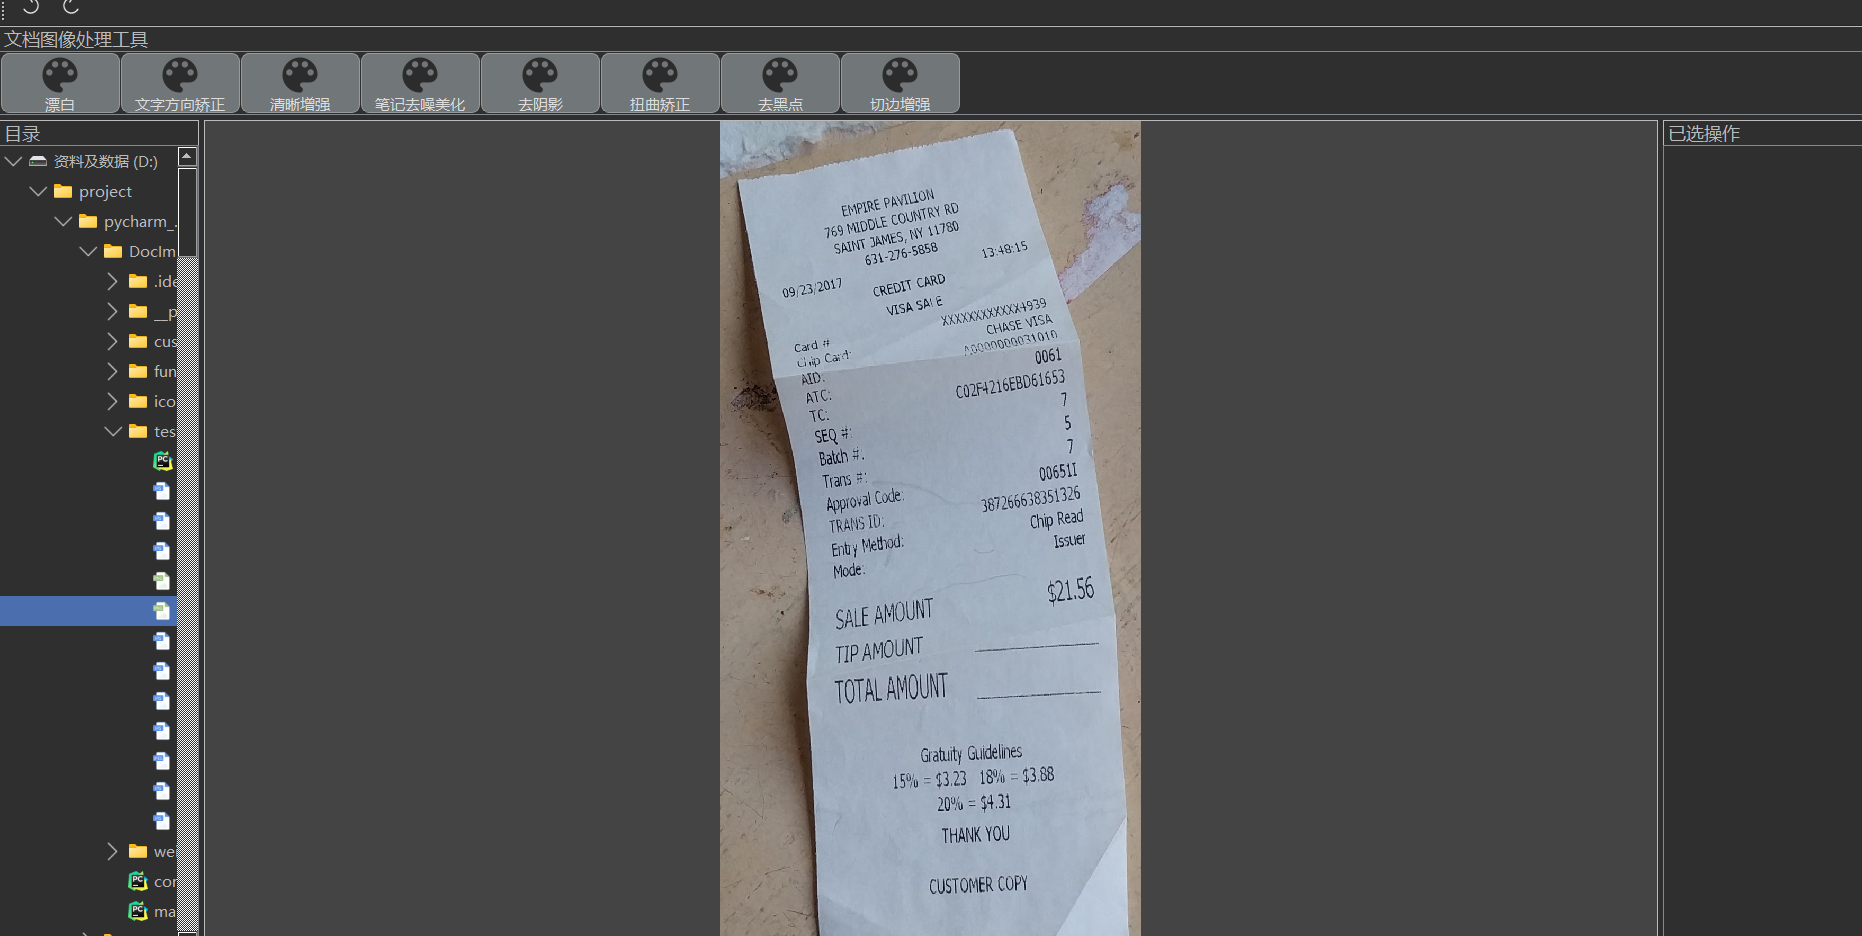 文档图像处理工具
漂白
文字方向矫正
清晰增强
笔记去噪美化
去阴影
扭曲矫正
去黑点
切边增强
目录
资料及数据 (D:)
project
pycharm_
DocIm
.ide
__p
cus
fun
ico
tes
we
con
ma
EMPIRE PAVILION
769 MIDDLE COUNTRY RD
SAINT JAMES, NY 11780
631-276-5858
09/23/2017 13:48:15
CREDIT CARD
VISA SALE
Card # XXXXXXXXXXXX4939
Chip Card: CHASE VISA
AID: A0000000031010
ATC: 0061
TC: C02F4216EBD61653
SEQ #: 7
Batch #: 5
Trans #: 7
Approval Code: 00651I
TRANS ID: 387266638351326
Entry Method: Chip Read
Mode: Issuer
SALE AMOUNT $21.56
TIP AMOUNT
TOTAL AMOUNT
Gratuity Guidelines
15% = $3.23 18% = $3.88
20% = $4.31
THANK YOU
CUSTOMER COPY
已选操作